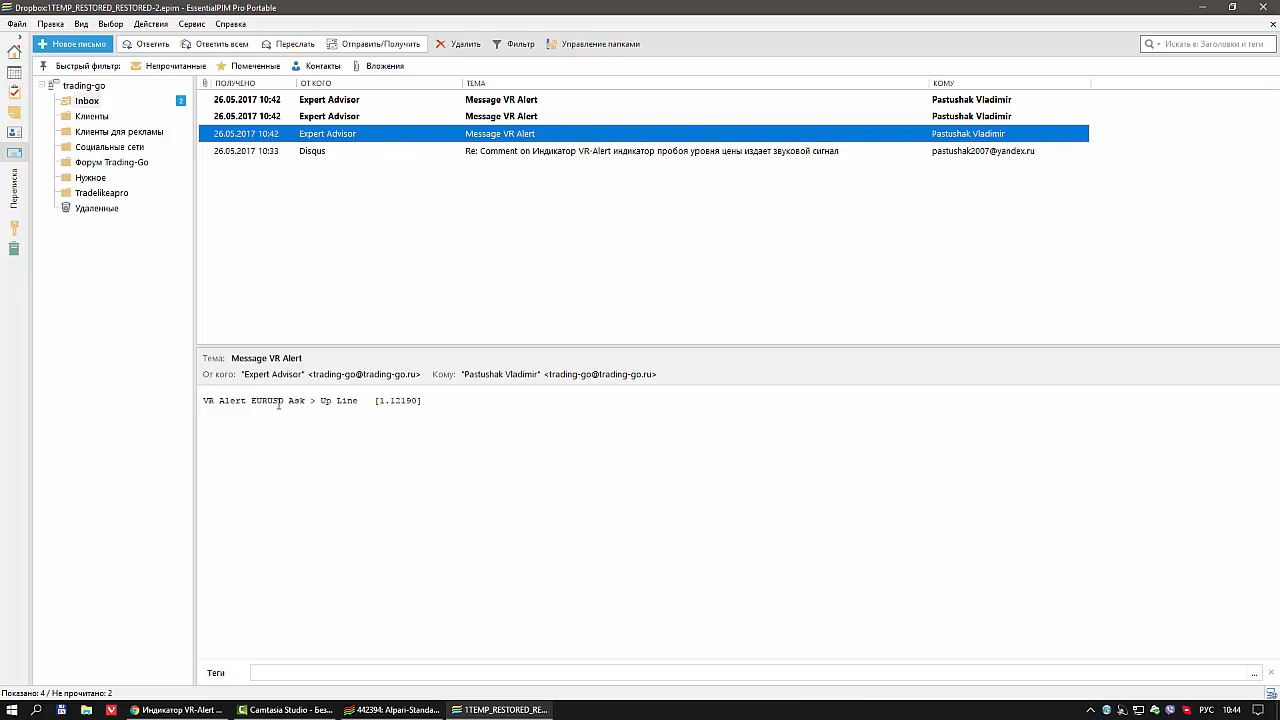 Dropbox:1TEMP_RESTORED_RESTORED-2.epim - EssentialPIM Pro Portable
Файл Правка Вид Выбор Действия Сервис Справка
Новое письмо Ответить Ответить всем Переслать Отправить/Получить Удалить Фильтр Управление папками Искать в: Заголовки и теги
Быстрый фильтр: Непрочитанные Помеченные Контакты Вложения
trading-go
Inbox 2
Клиенты
Клиенты для рекламы
Социальные сети
Форум Trading-Go
Нужное
Tradelikeapro
Удаленные
Переписка
ПОЛУЧЕНО ОТ КОГО ТЕМА КОМУ
26.05.2017 10:42 Expert Advisor Message VR Alert Pastushak Vladimir
26.05.2017 10:42 Expert Advisor Message VR Alert Pastushak Vladimir
26.05.2017 10:42 Expert Advisor Message VR Alert Pastushak Vladimir
26.05.2017 10:33 Disqus Re: Comment on Индикатор VR-Alert индикатор пробоя уровня цены издает звуковой сигнал pastushak2007@yandex.ru
Тема: Message VR Alert
От кого: "Expert Advisor" <trading-go@trading-go.ru> Кому: "Pastushak Vladimir" <trading-go@trading-go.ru>
VR Alert EURUSD Ask > Up Line [1.12190]
Теги ...
Показано: 4 / Не прочитано: 2
Индикатор VR-Alert ... Camtasia Studio - Без... 442394: Alpari-Standa... 1TEMP_RESTORED_RE... РУС 10:44